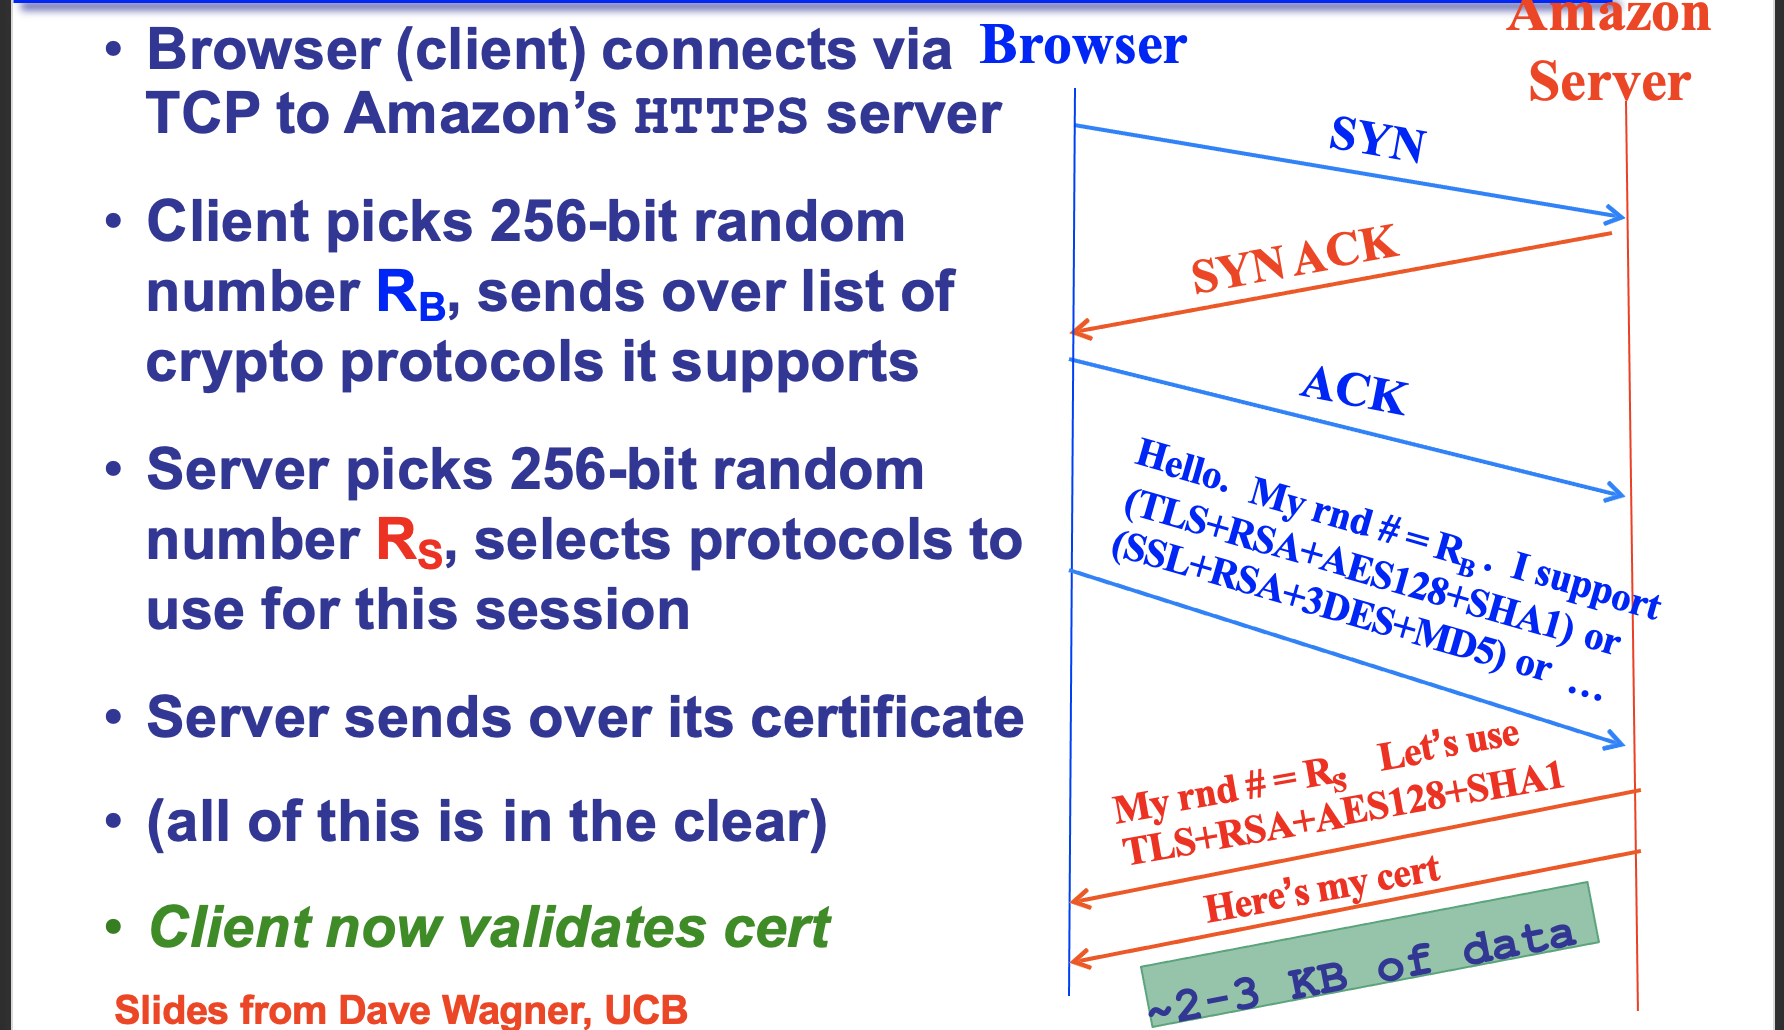 • Browser (client) connects via
TCP to Amazon's HTTPS server
• Client picks 256-bit random
number RB, sends over list of
crypto protocols it supports
• Server picks 256-bit random
number RS, selects protocols to
use for this session
• Server sends over its certificate
• (all of this is in the clear)
• Client now validates cert
Slides from Dave Wagner, UCB
Browser
Amazon
Server
SYN
SYN ACK
ACK
Hello. My rnd # = RB. I support
(TLS+RSA+AES128+SHA1) or
(SSL+RSA+3DES+MD5) or …
My rnd # = RS. Let's use
TLS+RSA+AES128+SHA1
Here's my cert
~2-3 KB of data